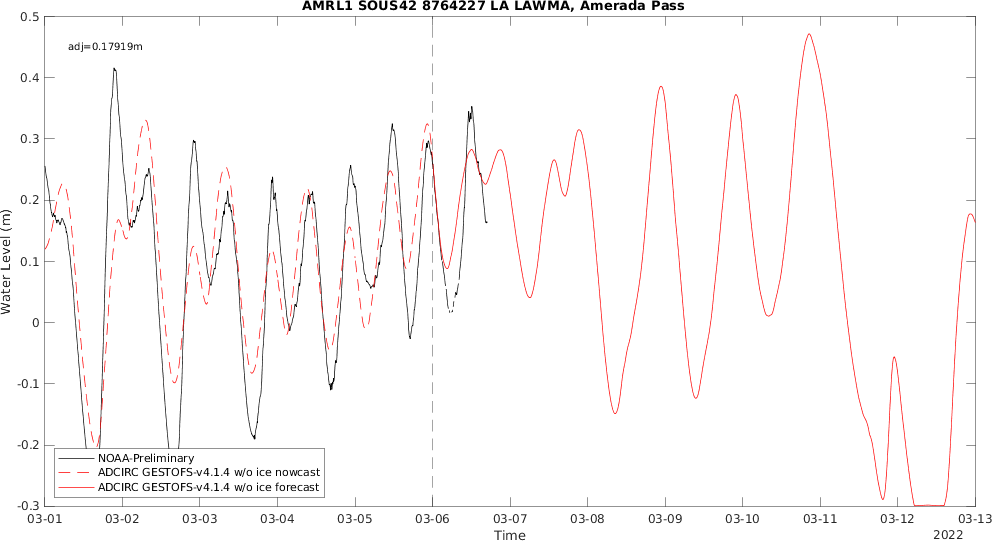 AMRL1 SOUS42 8764227 LA LAWMA, Amerada Pass
adj=0.17919m
Water Level (m)
0.5
0.4
0.3
0.2
0.1
0
-0.1
-0.2
-0.3
NOAA-Preliminary
ADCIRC GESTOFS-v4.1.4 w/o ice nowcast
ADCIRC GESTOFS-v4.1.4 w/o ice forecast
03-01 03-02 03-03 03-04 03-05 03-06 03-07 03-08 03-09 03-10 03-11 03-12 03-13
Time
2022